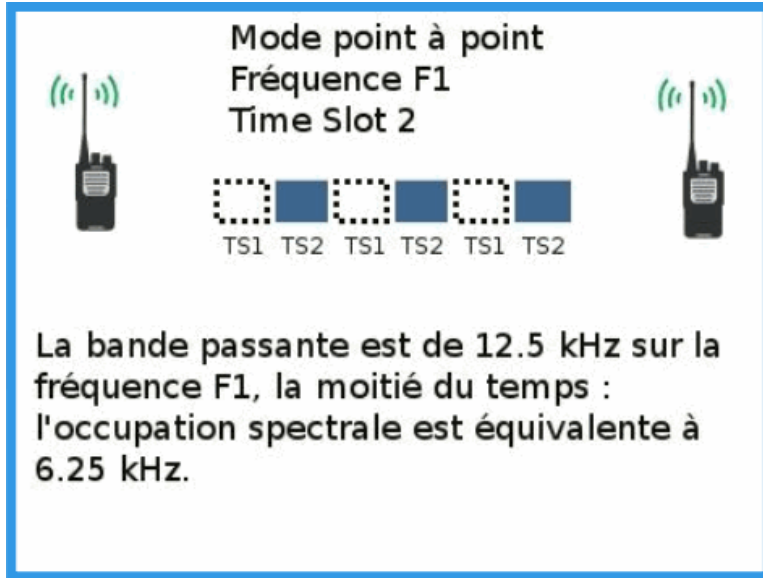 Mode point à point
Fréquence F1
Time Slot 2
TS1 TS2 TS1 TS2 TS1 TS2
La bande passante est de 12.5 kHz sur la
fréquence F1, la moitié du temps :
l'occupation spectrale est équivalente à
6.25 kHz.